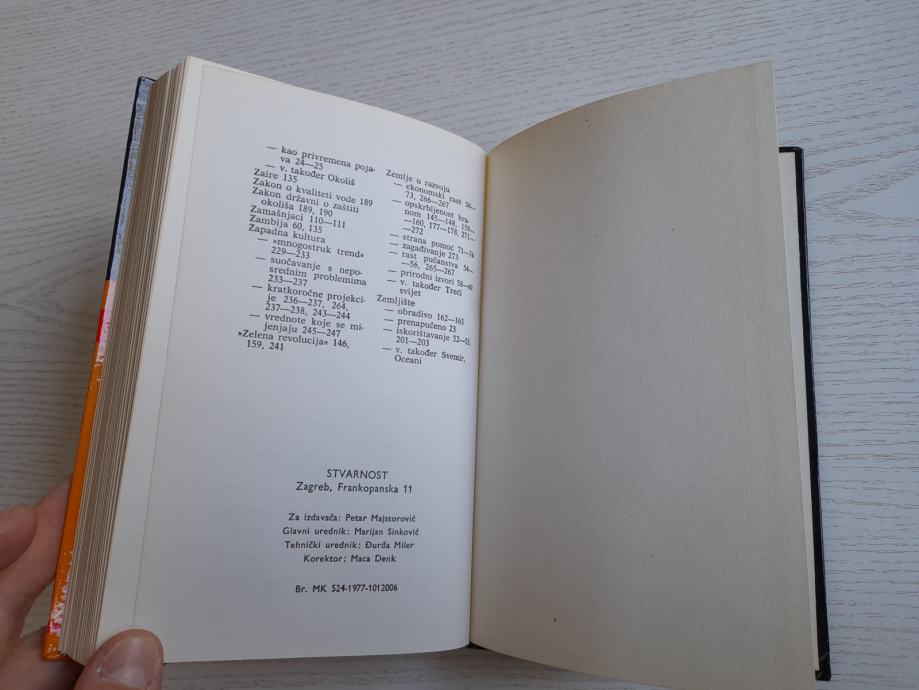 — kao privremena poja-
va 24—25
— v. također Okoliš
Zaire 135
Zakon o kvaliteti vode 189
Zakon državni o zaštiti
okoliša 189, 190
Zamašnjaci 110—111
Zambija 60, 135
Zapadna kultura
— »mnogostruk trend«
229—233
— suočavanje s nepo-
srednim problemima
233—237
— kratkoročne projekci-
je 236—237, 264,
237—238, 243—244
— vrednote koje se mi-
jenjaju 245—247
»Zelena revolucija« 146,
159, 241
Zemlje u razvoju
— ekonomski rast 56—
73, 266—267
— opskrbljenost hra-
nom 145—148, 159—
—160, 177—178, 271—
—272
— strana pomoć 71—74
— zagađivanje 273
— rast pučanstva 56—
—56, 265—267
— prirodni izvori 58—60
— v. također Treći
svijet
Zemljište
— obradivo 162—163
— prenapučeno 23
— iskorištavanje 52—53,
201—203
— v. također Svemir,
Oceani
STVARNOST
Zagreb, Frankopanska 11
Za izdavača: Petar Majstorović
Glavni urednik: Marijan Sinković
Tehnički urednik: Đurđa Miler
Korektor: Maca Denk
Br. MK 524-1977-1012006